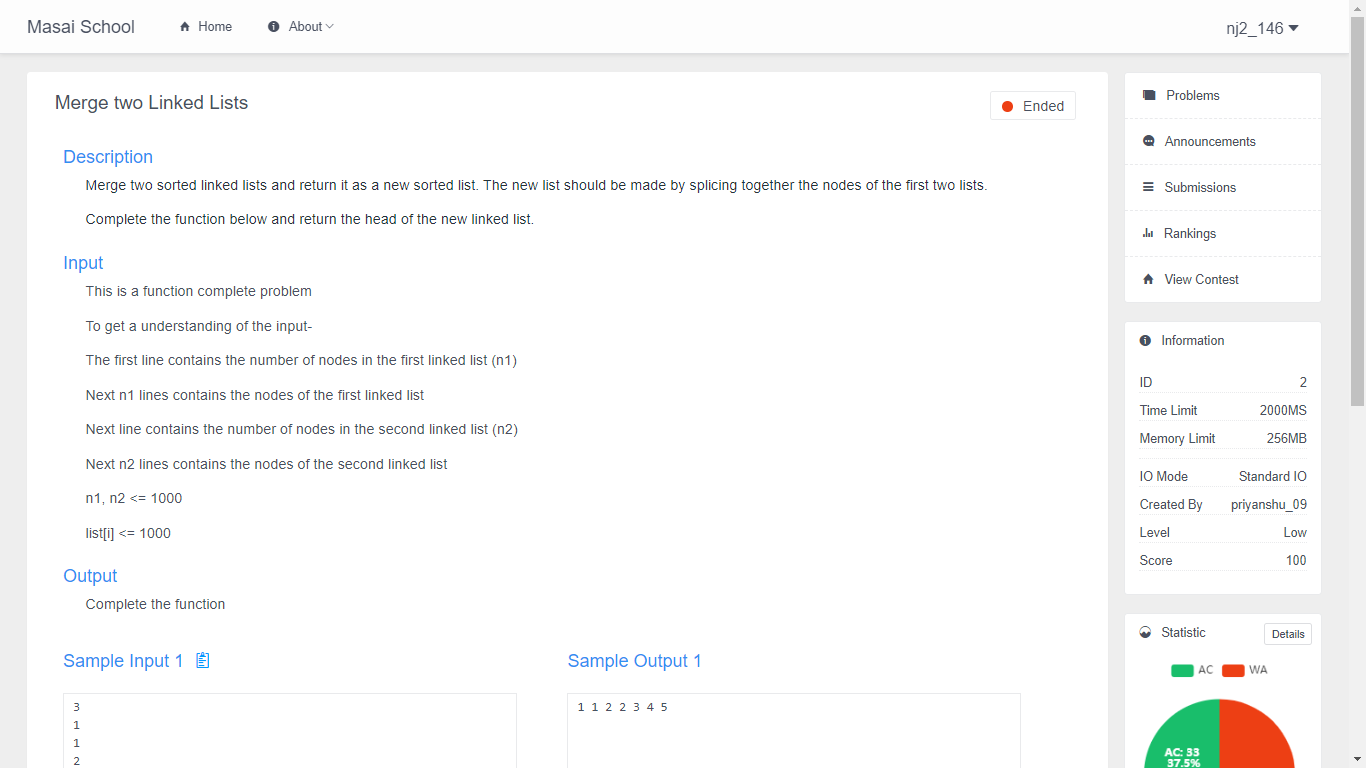 Masai School
Home
About
nj2_146
Merge two Linked Lists
Ended
Description
Merge two sorted linked lists and return it as a new sorted list. The new list should be made by splicing together the nodes of the first two lists.
Complete the function below and return the head of the new linked list.
Input
This is a function complete problem
To get a understanding of the input-
The first line contains the number of nodes in the first linked list (n1)
Next n1 lines contains the nodes of the first linked list
Next line contains the number of nodes in the second linked list (n2)
Next n2 lines contains the nodes of the second linked list
n1, n2 <= 1000
list[i] <= 1000
Output
Complete the function
Sample Input 1
3
1
1
2
Sample Output 1
1 1 2 2 3 4 5
Problems
Announcements
Submissions
Rankings
View Contest
Information
ID 2
Time Limit 2000MS
Memory Limit 256MB
IO Mode Standard IO
Created By priyanshu_09
Level Low
Score 100
Statistic Details
AC WA
AC: 33
37.5%